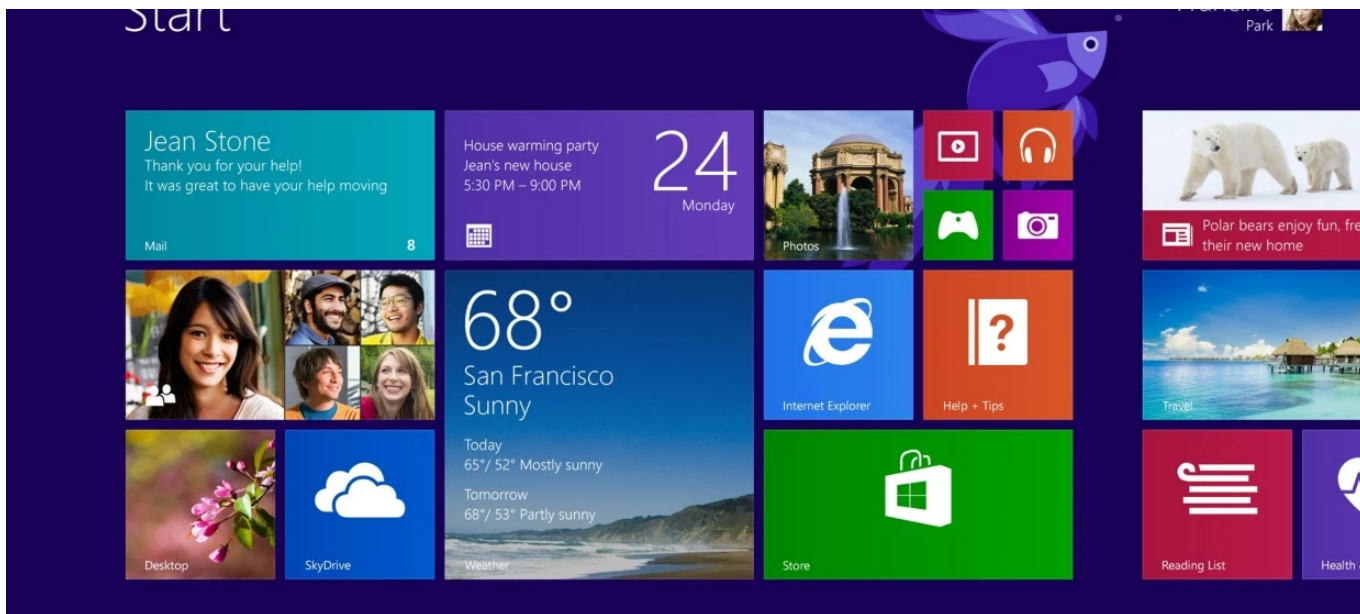 Start
Park
Jean Stone
Thank you for your help!
It was great to have your help moving
Mail
8
House warming party
Jean's new house
5:30 PM – 9:00 PM
24
Monday
Photos
Polar bears enjoy fun, fre
their new home
68°
San Francisco
Sunny
Today
65°/ 52° Mostly sunny
Tomorrow
68°/ 53° Partly sunny
Weather
Internet Explorer
Help + Tips
?
Travel
Desktop
SkyDrive
Store
Reading List
Health